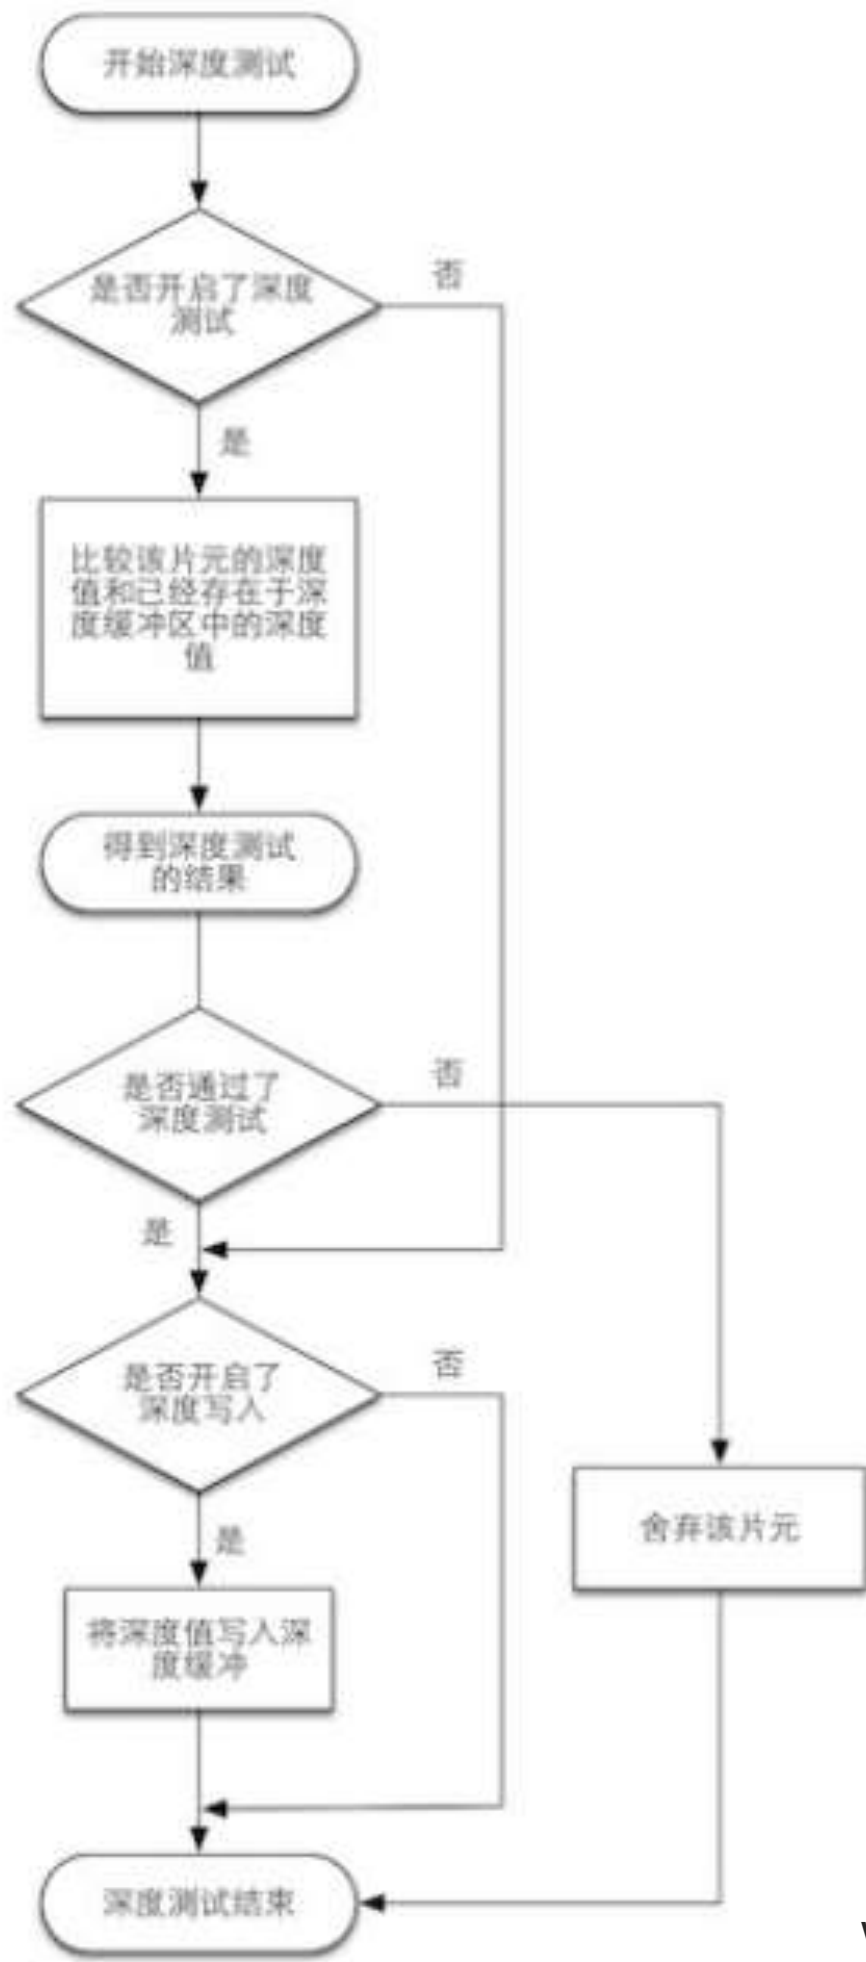 开始深度测试
否
是否开启了深度
测试
是
比较该片元的深度
值和已经存在于深
度缓冲区中的深度
值
得到深度测试
的结果
否
是否通过了
深度测试
是
否
是否开启了
深度写入
舍弃该片元
是
将深度值写入深
度缓冲
深度测试结束